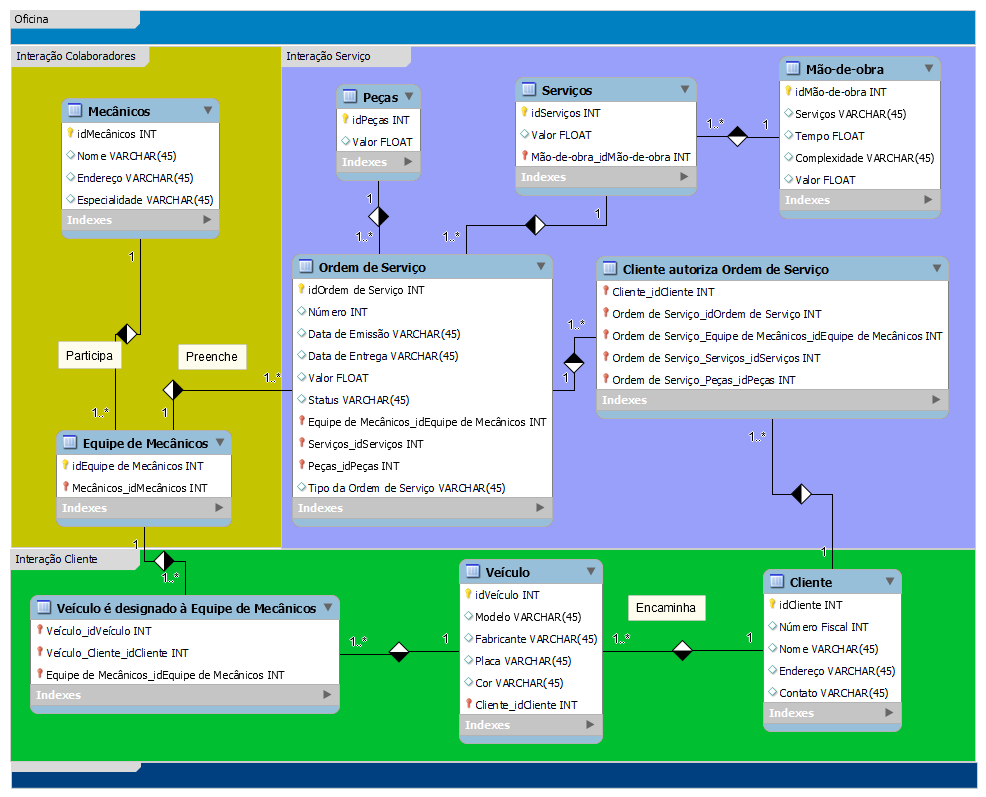 Oficina
Interação Colaboradores
Interação Serviço
Mecânicos
idMecânicos INT
Nome VARCHAR(45)
Endereço VARCHAR(45)
Especialidade VARCHAR(45)
Indexes
Peças
idPeças INT
Valor FLOAT
Indexes
Serviços
idServiços INT
Valor FLOAT
Mão-de-obra_idMão-de-obra INT
Indexes
1..*
1
Mão-de-obra
idMão-de-obra INT
Serviços VARCHAR(45)
Tempo FLOAT
Complexidade VARCHAR(45)
Valor FLOAT
Indexes
1
1..*
1
1..*
1
Participa
1..*
Preenche
1..*
1
Ordem de Serviço
idOrdem de Serviço INT
Número INT
Data de Emissão VARCHAR(45)
Data de Entrega VARCHAR(45)
Valor FLOAT
Status VARCHAR(45)
Equipe de Mecânicos_idEquipe de Mecânicos INT
Serviços_idServiços INT
Peças_idPeças INT
Tipo da Ordem de Serviço VARCHAR(45)
Indexes
1..*
1
Cliente autoriza Ordem de Serviço
Cliente_idCliente INT
Ordem de Serviço_idOrdem de Serviço INT
Ordem de Serviço_Equipe de Mecânicos_idEquipe de Mecânicos INT
Ordem de Serviço_Serviços_idServiços INT
Ordem de Serviço_Peças_idPeças INT
Indexes
1..*
1
Equipe de Mecânicos
idEquipe de Mecânicos INT
Mecânicos_idMecânicos INT
Indexes
1
1..*
Interação Cliente
Veículo é designado à Equipe de Mecânicos
Veículo_idVeículo INT
Veículo_Cliente_idCliente INT
Equipe de Mecânicos_idEquipe de Mecânicos INT
Indexes
1..*
1
Veículo
idVeículo INT
Modelo VARCHAR(45)
Fabricante VARCHAR(45)
Placa VARCHAR(45)
Cor VARCHAR(45)
Cliente_idCliente INT
Indexes
Encaminha
1..*
1
Cliente
idCliente INT
Número Fiscal INT
Nome VARCHAR(45)
Endereço VARCHAR(45)
Contato VARCHAR(45)
Indexes